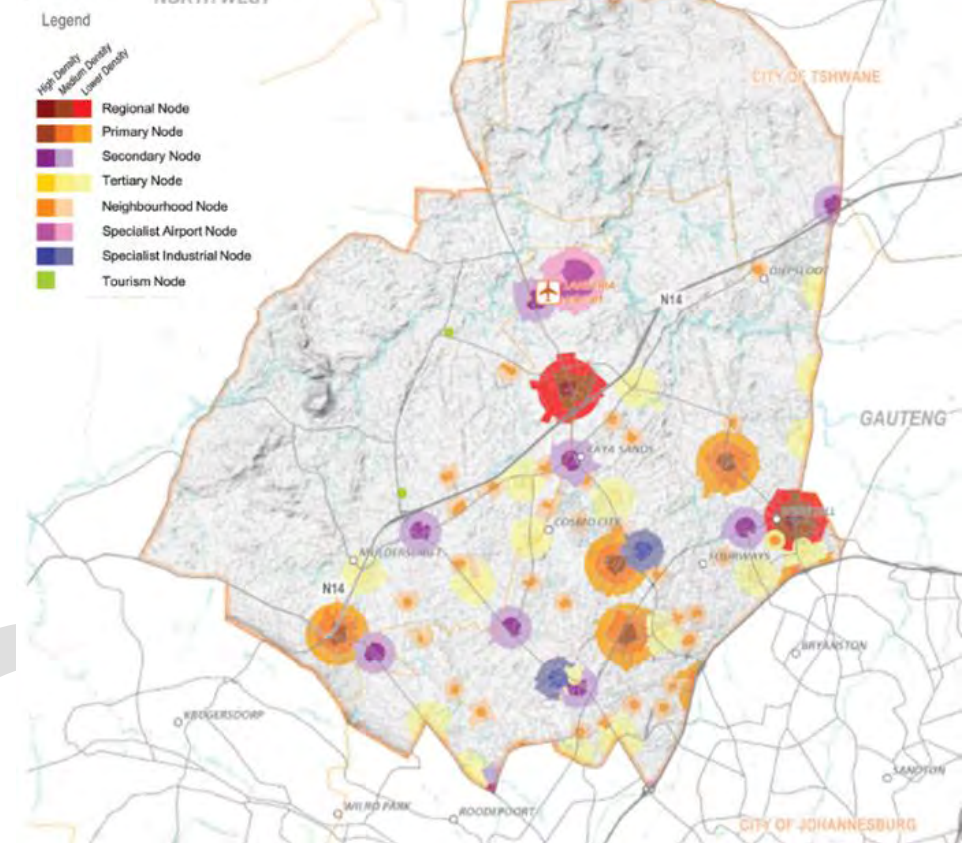 NORTH WEST
Legend
High Density
Medium Density
Lower Density
Regional Node
Primary Node
Secondary Node
Tertiary Node
Neighbourhood Node
Specialist Airport Node
Specialist Industrial Node
Tourism Node
CITY OF TSHWANE
DIEPSLOOT
N14
GAUTENG
COSMO CITY
MULDERSDRIFT
FOURWAYS
N14
BRYANSTON
KRUGERSDORP
SANDTON
WILRO PARK
ROODEPOORT
CITY OF JOHANNESBURG